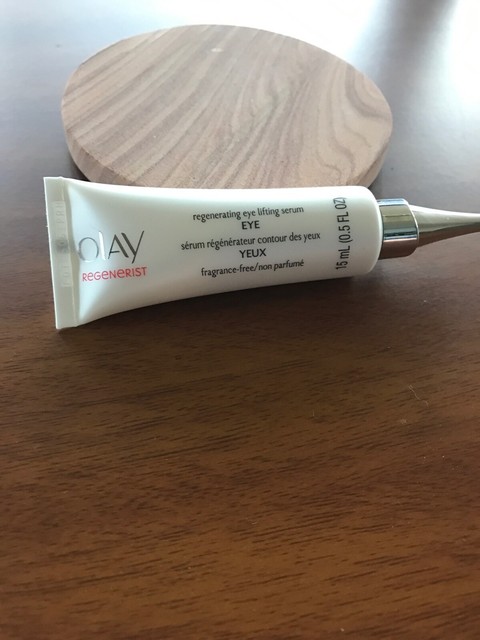 OLAY
REGENERIST
regenerating eye lifting serum
EYE
sérum régénérateur contour des yeux
YEUX
fragrance-free/non parfumé
15 mL (0.5 FL OZ)